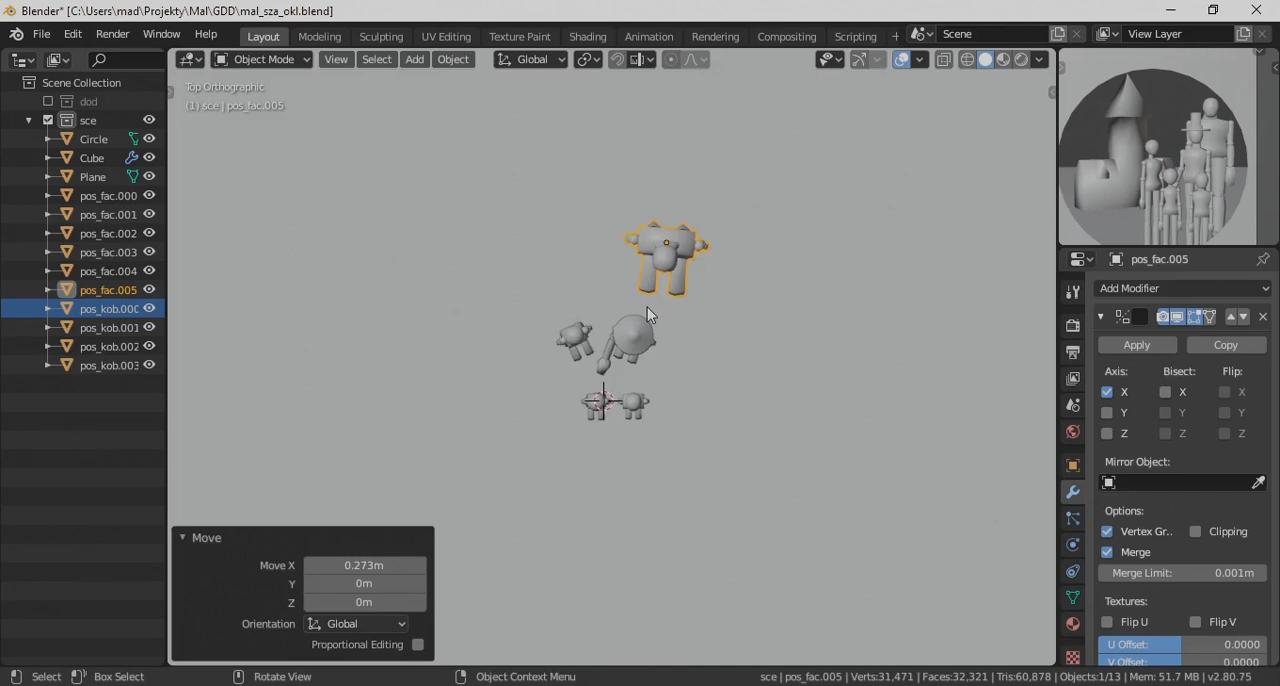 Blender* [C:\Users\mad\Projekty\Mal\GDD\mal_sza_okl.blend]
File Edit Render Window Help Layout Modeling Sculpting UV Editing Texture Paint Shading Animation Rendering Compositing Scripting + Scene View Layer
Object Mode View Select Add Object Global
Scene Collection
dod
sce
Circle
Cube
Plane
pos_fac.000
pos_fac.001
pos_fac.002
pos_fac.003
pos_fac.004
pos_fac.005
pos_kob.000
pos_kob.001
pos_kob.002
pos_kob.003
Top Orthographic
(1) sce | pos_fac.005
Move
Move X 0.273m
Y 0m
Z 0m
Orientation Global
Proportional Editing
pos_fac.005
Add Modifier
Apply Copy
Axis: Bisect: Flip:
X X X
Y Y Y
Z Z Z
Mirror Object:
Options:
Vertex Gr.. Clipping
Merge
Merge Limit: 0.001m
Textures:
Flip U Flip V
U Offset: 0.0000
V Offset: 0.0000
Select Box Select Rotate View Object Context Menu sce | pos_fac.005 | Verts:31,471 | Faces:32,321 | Tris:60,878 | Objects:1/13 | Mem: 51.7 MB | v2.80.75